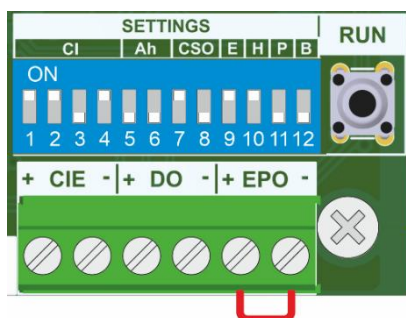 SETTINGS
RUN
CI Ah CSO E H P B
ON
1 2 3 4 5 6 7 8 9 10 11 12
+ CIE - + DO - + EPO -